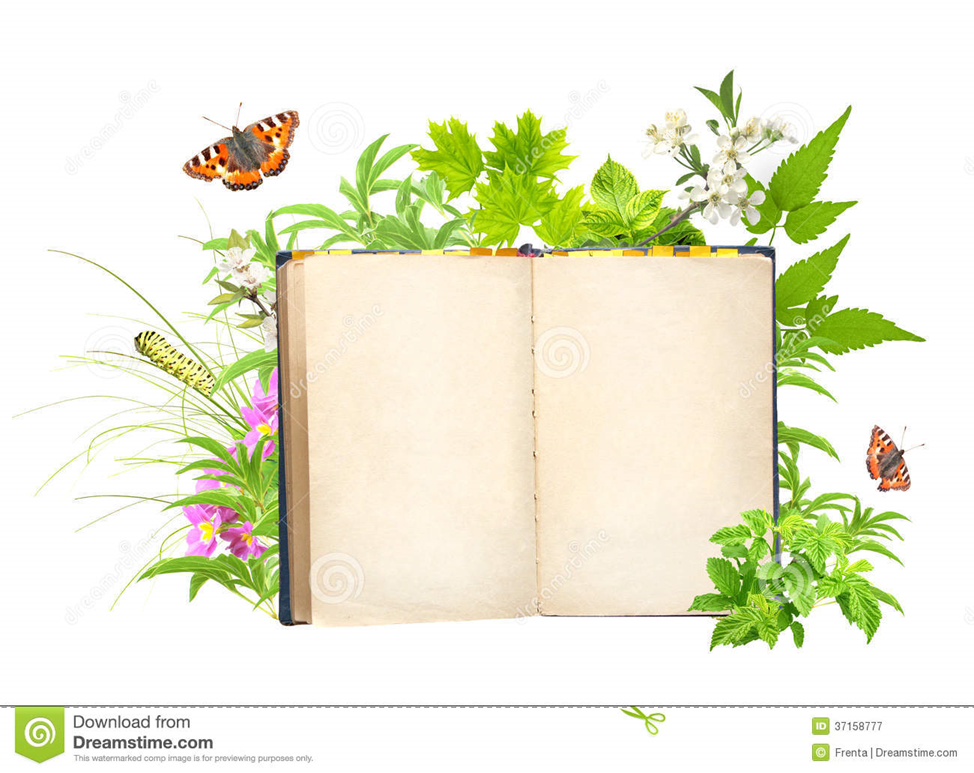 Download from
Dreamstime.com
This watermarked comp image is for previewing purposes only.
ID 37158777
© Frenta | Dreamstime.com